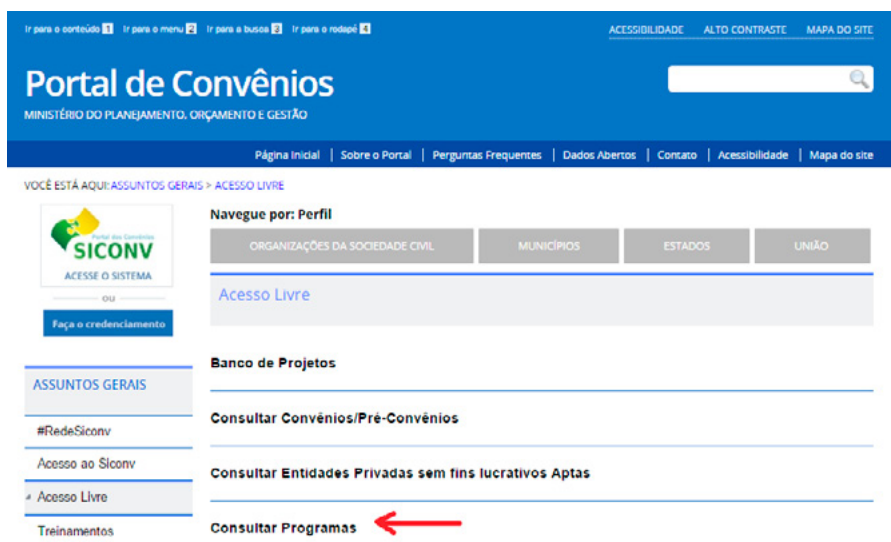 Ir para o conteúdo 1 Ir para o menu 2 Ir para a busca 3 Ir para o rodapé 4
ACESSIBILIDADE ALTO CONTRASTE MAPA DO SITE
Portal de Convênios
MINISTÉRIO DO PLANEJAMENTO, ORÇAMENTO E GESTÃO
Página Inicial | Sobre o Portal | Perguntas Frequentes | Dados Abertos | Contato | Acessibilidade | Mapa do site
VOCÊ ESTÁ AQUI: ASSUNTOS GERAIS > ACESSO LIVRE
Portal dos Convênios
SICONV
ACESSE O SISTEMA
OU
Faça o credenciamento
Navegue por: Perfil
ORGANIZAÇÕES DA SOCIEDADE CIVIL MUNICÍPIOS ESTADOS UNIÃO
Acesso Livre
Banco de Projetos
Consultar Convênios/Pré-Convênios
Consultar Entidades Privadas sem fins lucrativos Aptas
Consultar Programas
ASSUNTOS GERAIS
#RedeSiconv
Acesso ao Siconv
Acesso Livre
Treinamentos